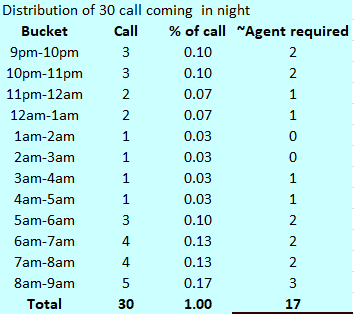 Distribution of 30 call coming in night
Bucket Call % of call ~Agent required
9pm-10pm 3 0.10 2
10pm-11pm 3 0.10 2
11pm-12am 2 0.07 1
12am-1am 2 0.07 1
1am-2am 1 0.03 0
2am-3am 1 0.03 0
3am-4am 1 0.03 1
4am-5am 1 0.03 1
5am-6am 3 0.10 2
6am-7am 4 0.13 2
7am-8am 4 0.13 2
8am-9am 5 0.17 3
Total 30 1.00 17